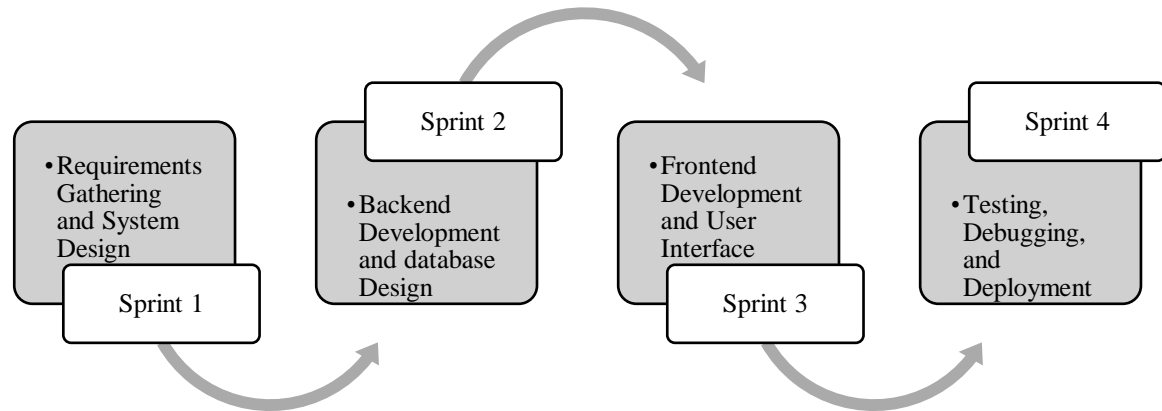 •Requirements
Gathering
and System
Design
Sprint 1
Sprint 2
•Backend
Development
and database
Design
•Frontend
Development
and User
Interface
Sprint 3
Sprint 4
•Testing,
Debugging,
and
Deployment